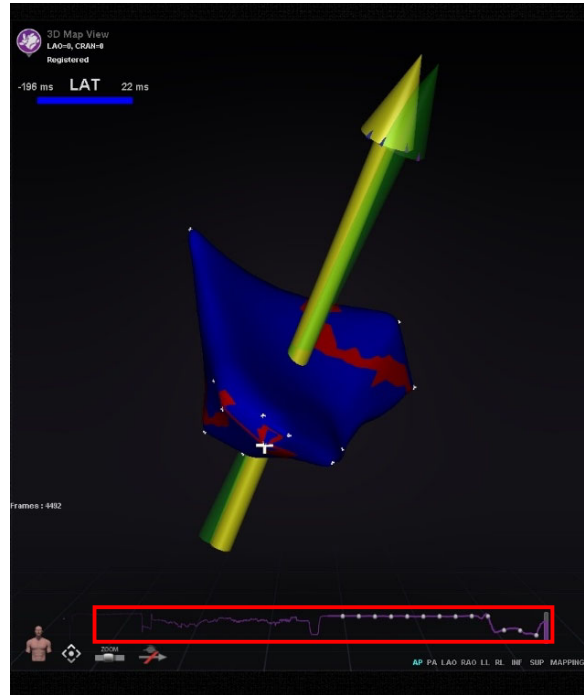 3D Map View
LAO=0, CRAN=0
Registered
-196 ms LAT 22 ms
Frames : 4492
ZOOM
AP PA LAO RAO LL RL INF SUP MAPPING